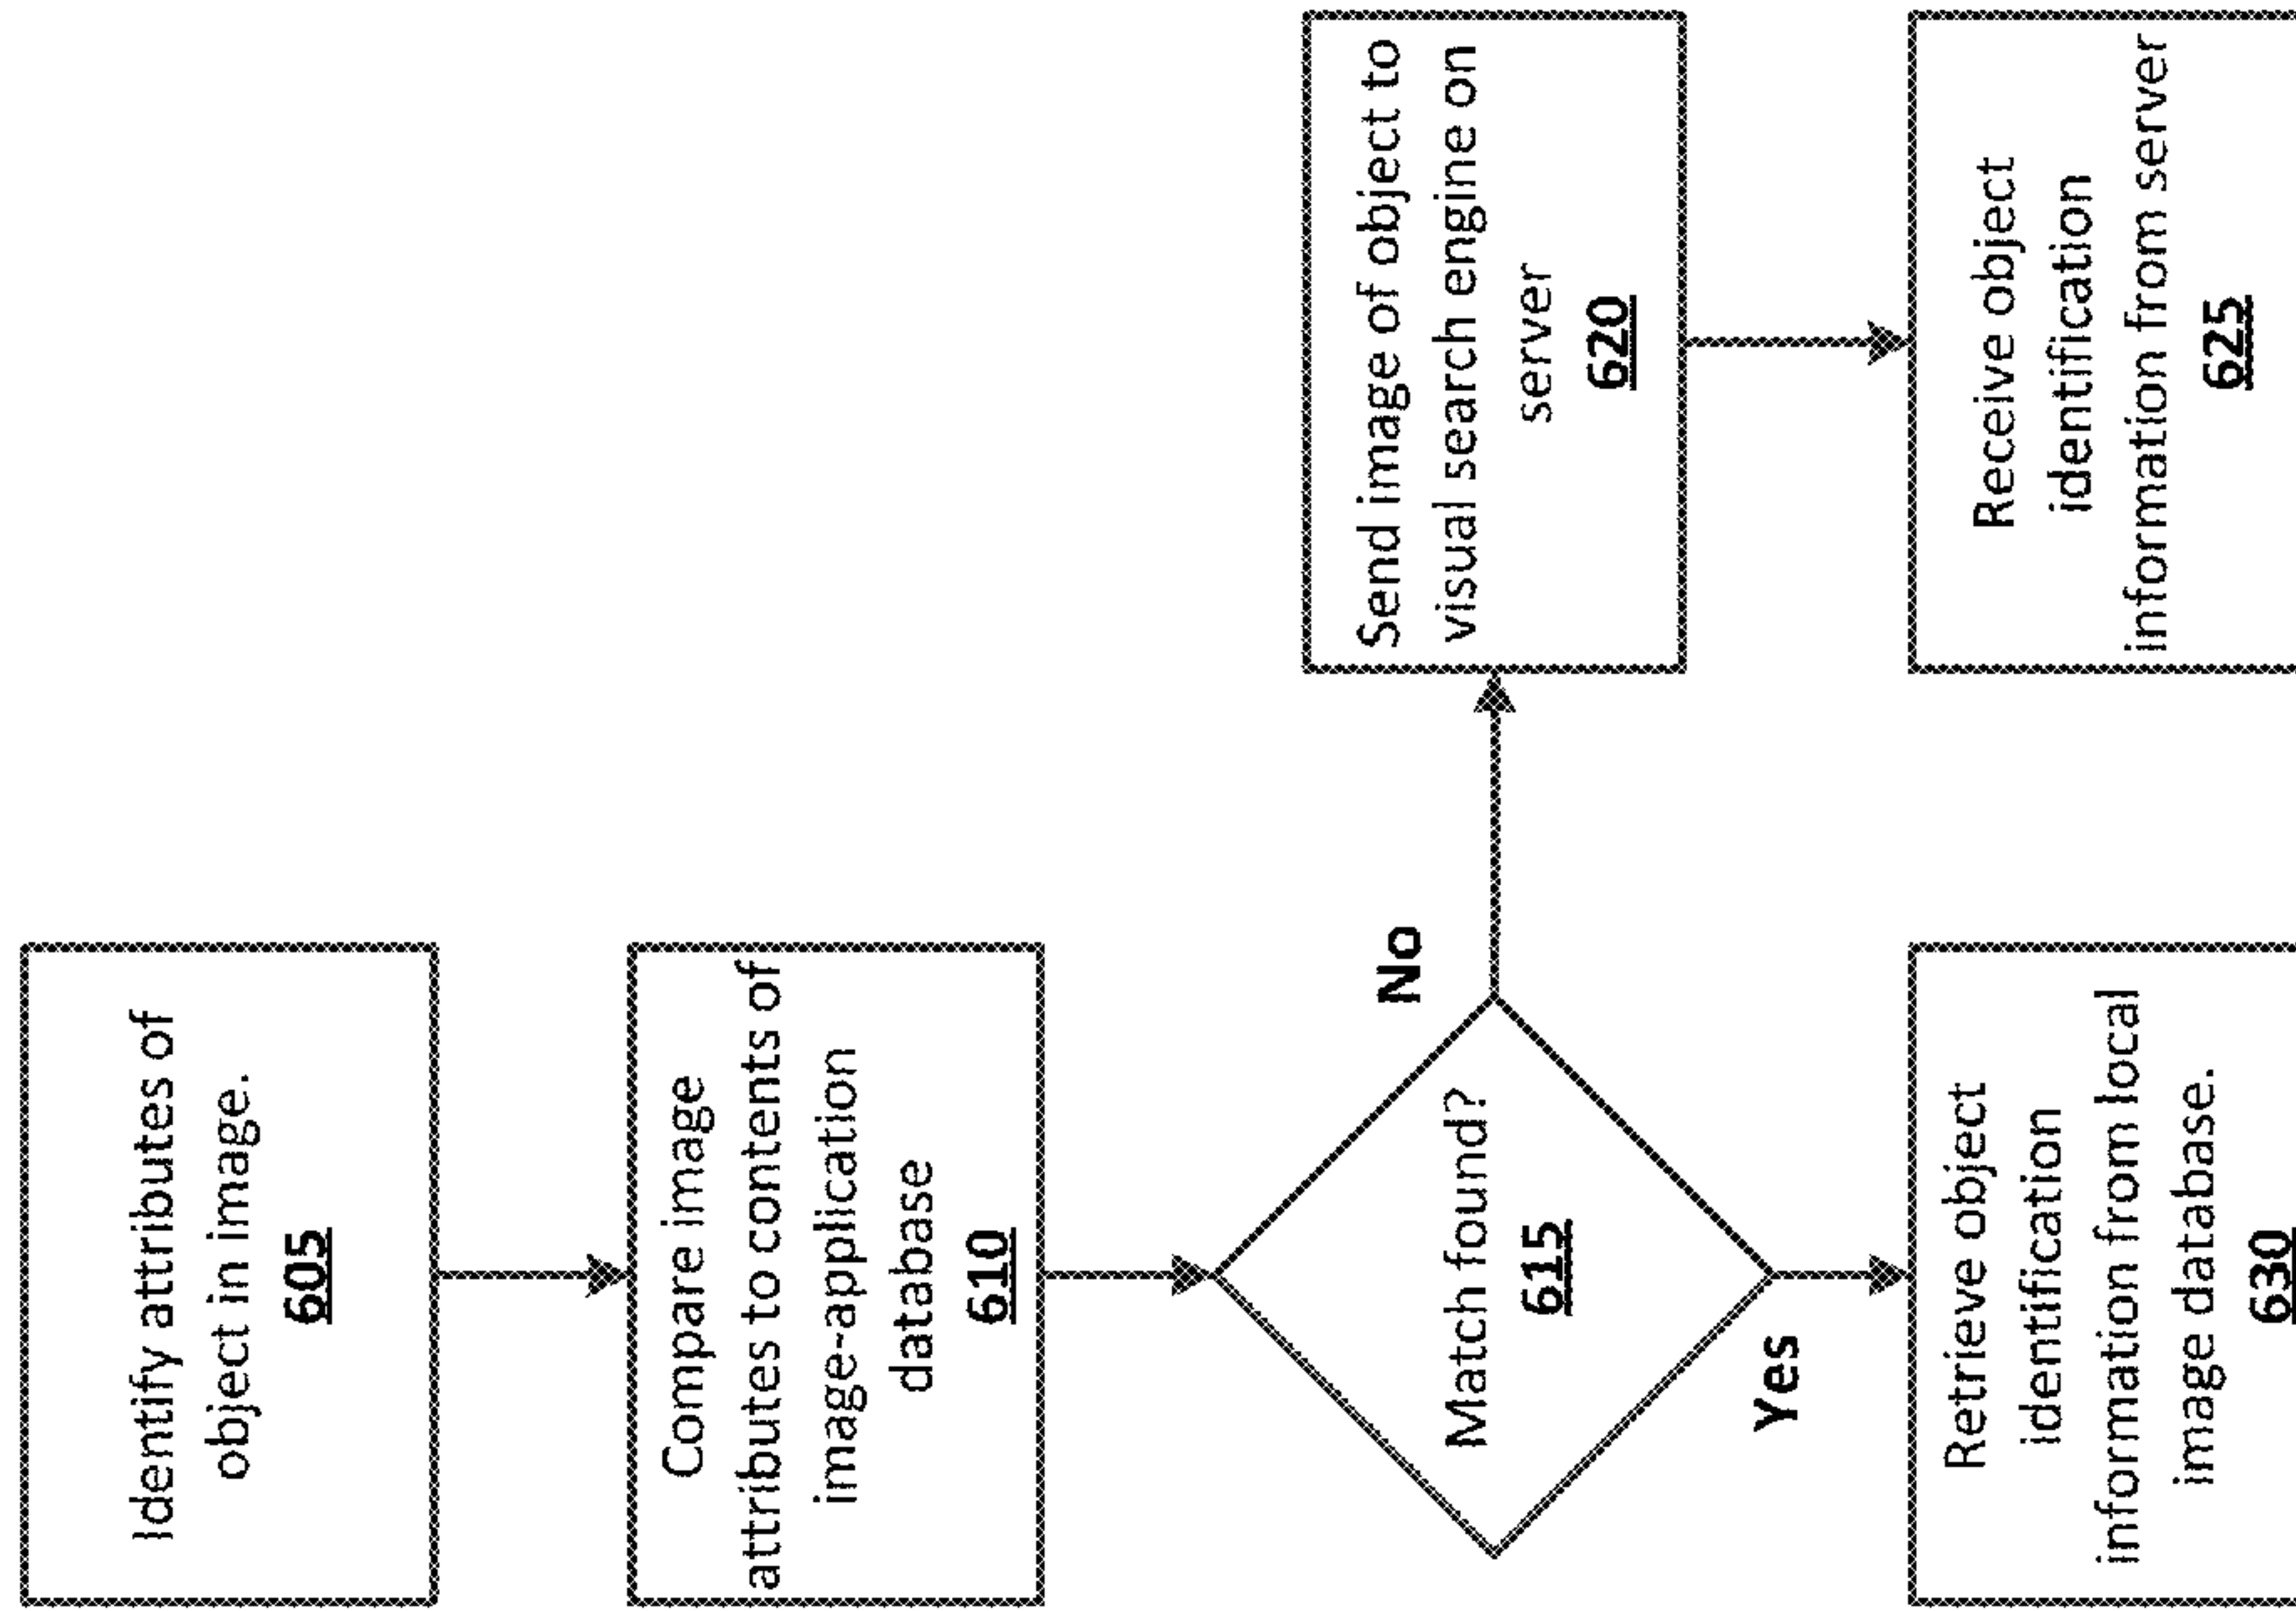 Identify attributes of
object in image.
605
Compare image
attributes to contents of
image-application
database
610
Match found?
615
No
Yes
Send image of object to
visual search engine on
server
620
Receive object
identification
information from server
625
Retrieve object
identification
information from local
image database.
630